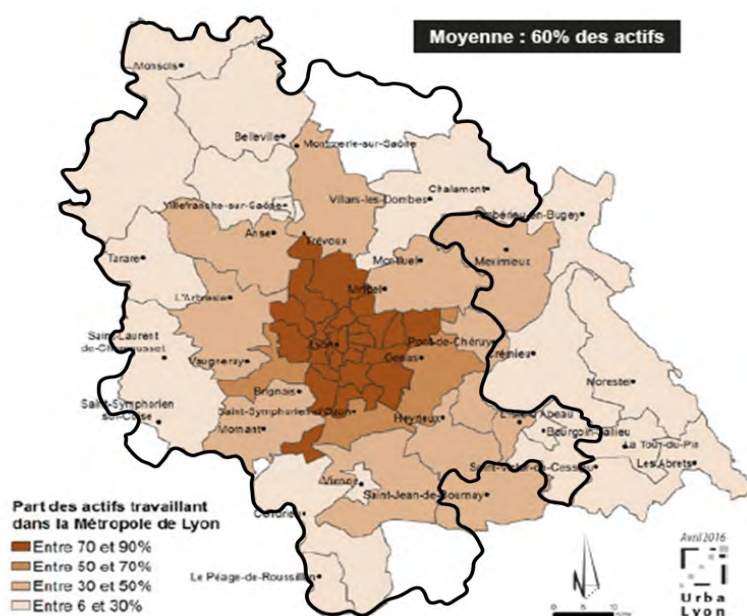 Moyenne : 60% des actifs
Monsols
Belleville
Montmerle-sur-Saône
Villefranche-sur-Saône
Villars-les-Dombes
Chalamont
Ambérieu-en-Bugey
Anse
Trévoux
Tarare
Montluel
Meximieux
Miribel
L'Arbresle
Saint-Laurent
de-Chamousset
Lyon
Pont-de-Chéruy
Crémieu
Vaugneray
Genas
Morestel
Brignais
Saint-Symphorien
sur-Coise
Saint-Symphorien-d'Ozon
Mornant
Heyrieux
L'Isle d'Abeau
Bourgoin-Jallieu
La Tour-du-Pin
Les Abrets
Vienne
Saint-Jean-de-Bournay
Condrieu
Le Péage-de-Roussillon
Part des actifs travaillant
dans la Métropole de Lyon
Entre 70 et 90%
Entre 50 et 70%
Entre 30 et 50%
Entre 6 et 30%
N
Avril 2016
Urba
Lyon